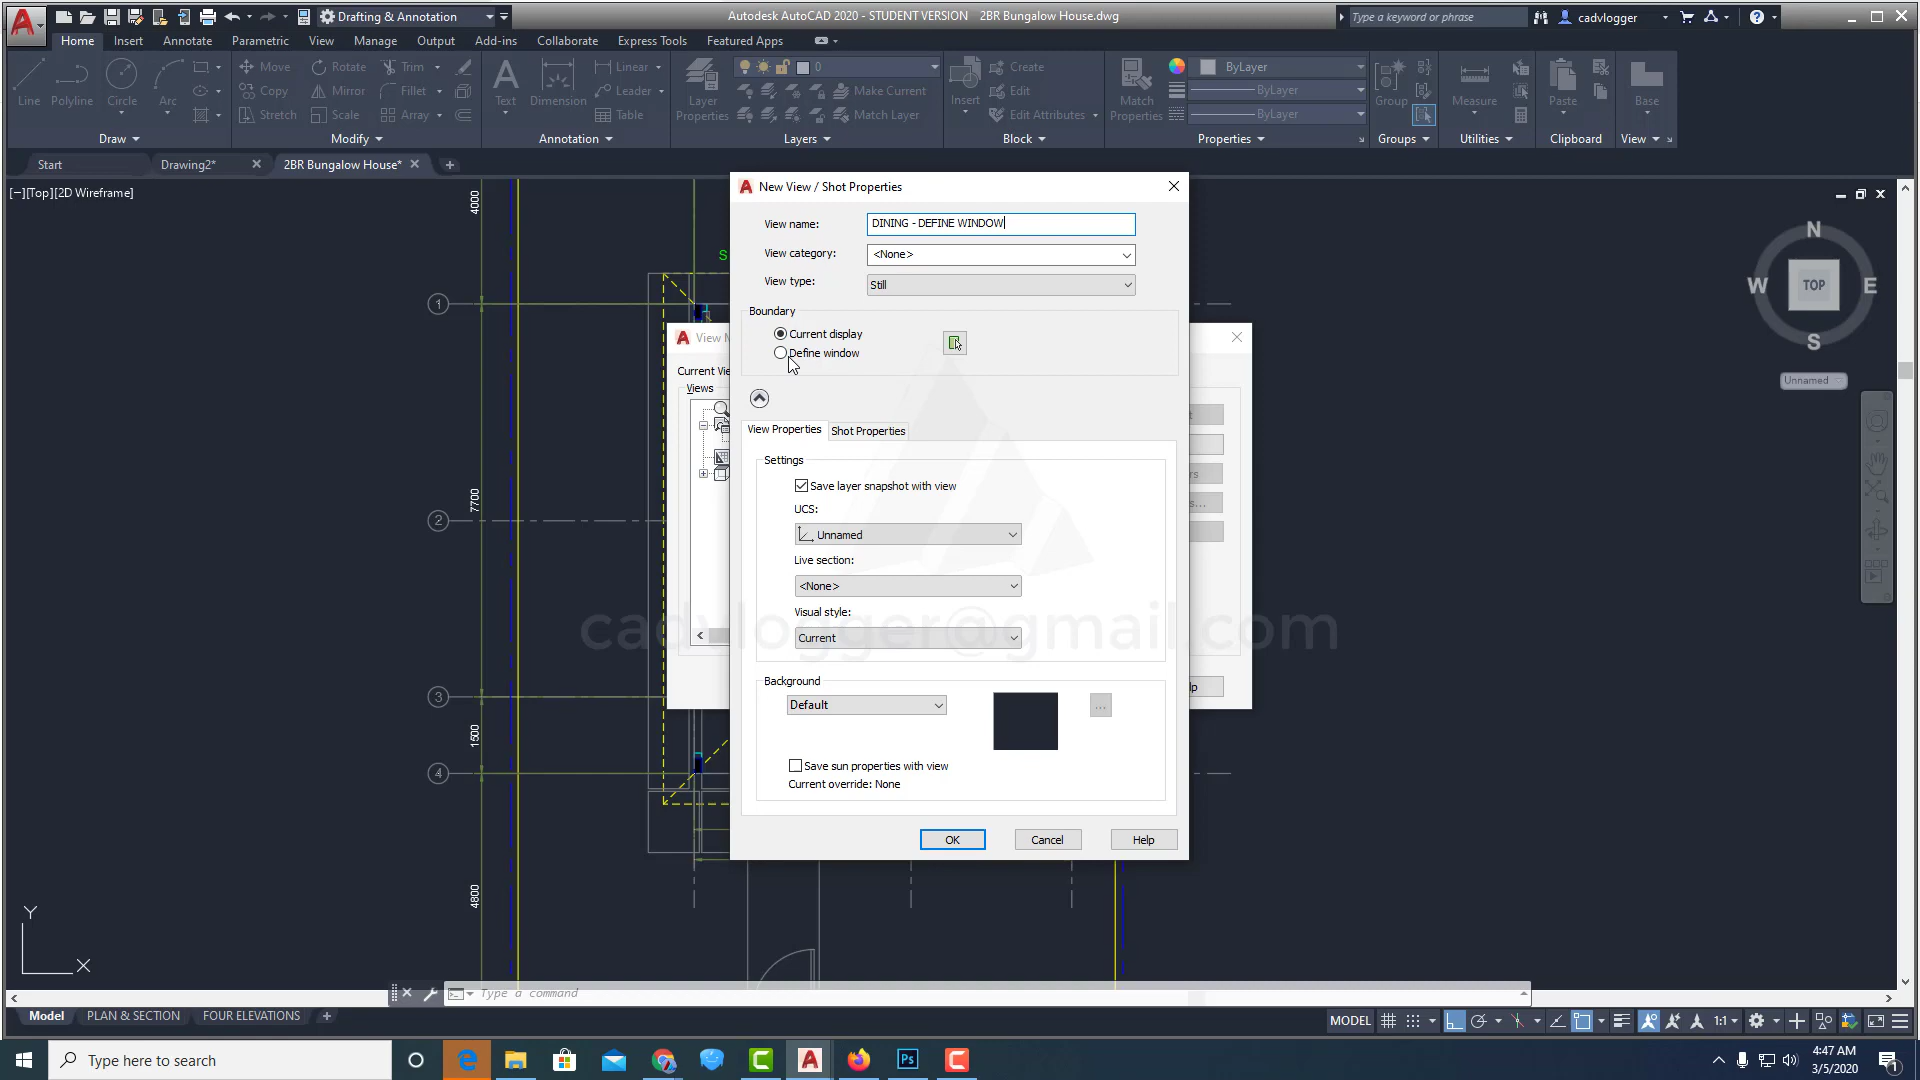 Drafting & Annotation
Autodesk AutoCAD 2020 - STUDENT VERSION 2BR Bungalow House.dwg
Type a keyword or phrase
cadvlogger
Home Insert Annotate Parametric View Manage Output Add-ins Collaborate Express Tools Featured Apps
Line Polyline Circle Arc
Move Rotate Trim
Copy Mirror Fillet
Stretch Scale Array
Text Dimension
Linear
Leader
Table
Layer Properties
0
Make Current
Match Layer
Insert
Create
Edit
Edit Attributes
Match Properties
ByLayer
ByLayer
ByLayer
Group Measure Paste Base
Draw Modify Annotation Layers Block Properties Groups Utilities Clipboard View
Start Drawing2* 2BR Bungalow House*
[−][Top][2D Wireframe]
New View / Shot Properties
View name: DINING - DEFINE WINDOW
View category: <None>
View type: Still
Boundary
Current display
Define window
View Properties Shot Properties
Settings
Save layer snapshot with view
UCS:
Unnamed
Live section:
<None>
Visual style:
Current
Background
Default
...
Save sun properties with view
Current override: None
OK Cancel Help
View M
Current Vie
Views
t
rs
s...
lp
4000
S
1
7700
2
3
1500
4
4800
N
W TOP E
S
Unnamed
cadvlogger@gmail.com
Y
X
Type a command
Model PLAN & SECTION FOUR ELEVATIONS
MODEL 1:1
Type here to search
Ps
4:47 AM
3/5/2020
1